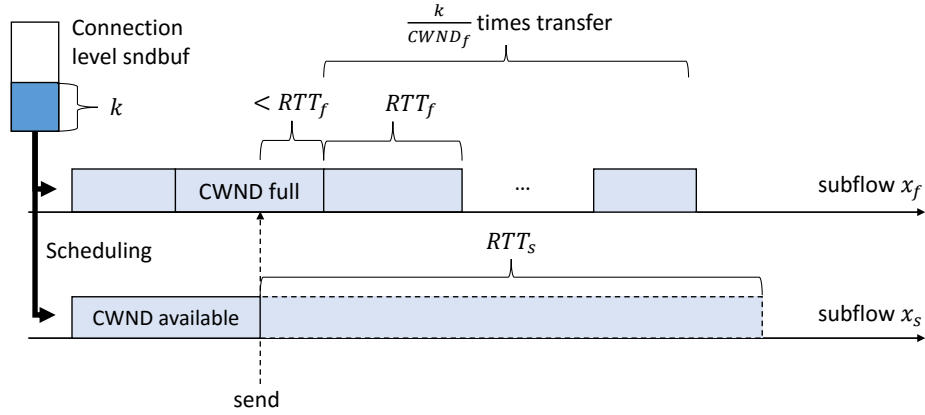 Connection
level sndbuf
k
k/CWND_f times transfer
< RTT_f
RTT_f
CWND full
...
subflow x_f
Scheduling
RTT_s
CWND available
subflow x_s
send